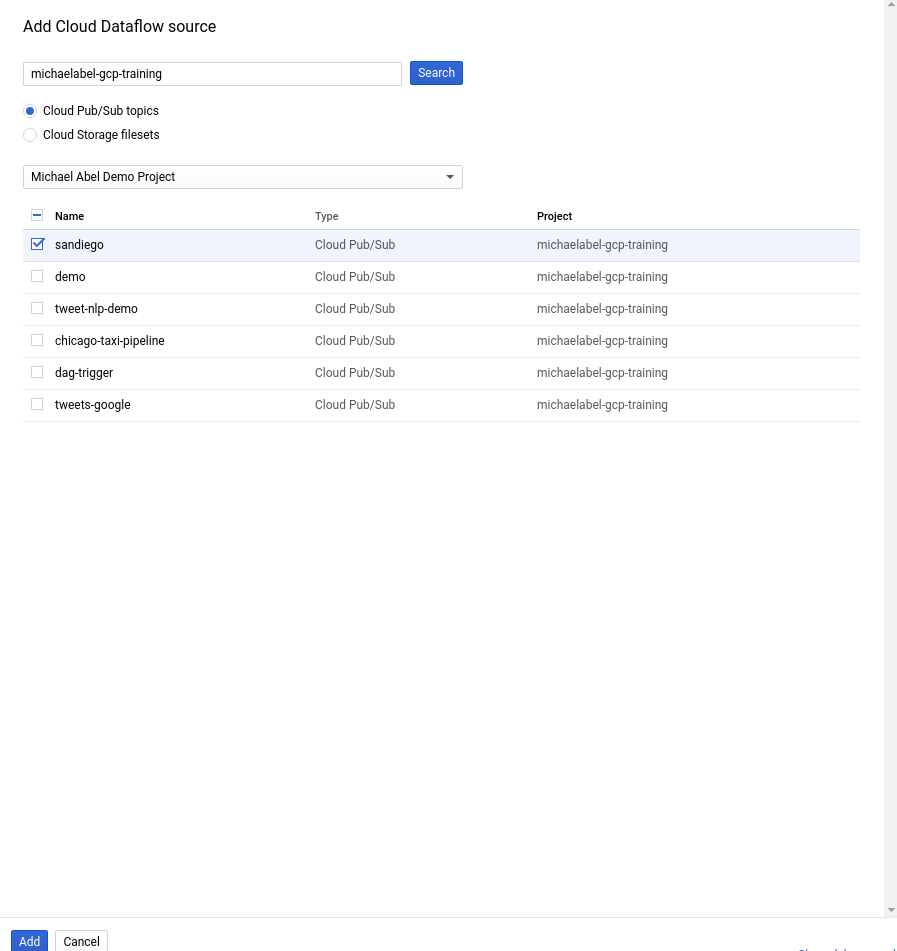 Add Cloud Dataflow source
michaelabel-gcp-training Search
Cloud Pub/Sub topics
Cloud Storage filesets
Michael Abel Demo Project
Name Type Project
sandiego Cloud Pub/Sub michaelabel-gcp-training
demo Cloud Pub/Sub michaelabel-gcp-training
tweet-nlp-demo Cloud Pub/Sub michaelabel-gcp-training
chicago-taxi-pipeline Cloud Pub/Sub michaelabel-gcp-training
dag-trigger Cloud Pub/Sub michaelabel-gcp-training
tweets-google Cloud Pub/Sub michaelabel-gcp-training
Add Cancel